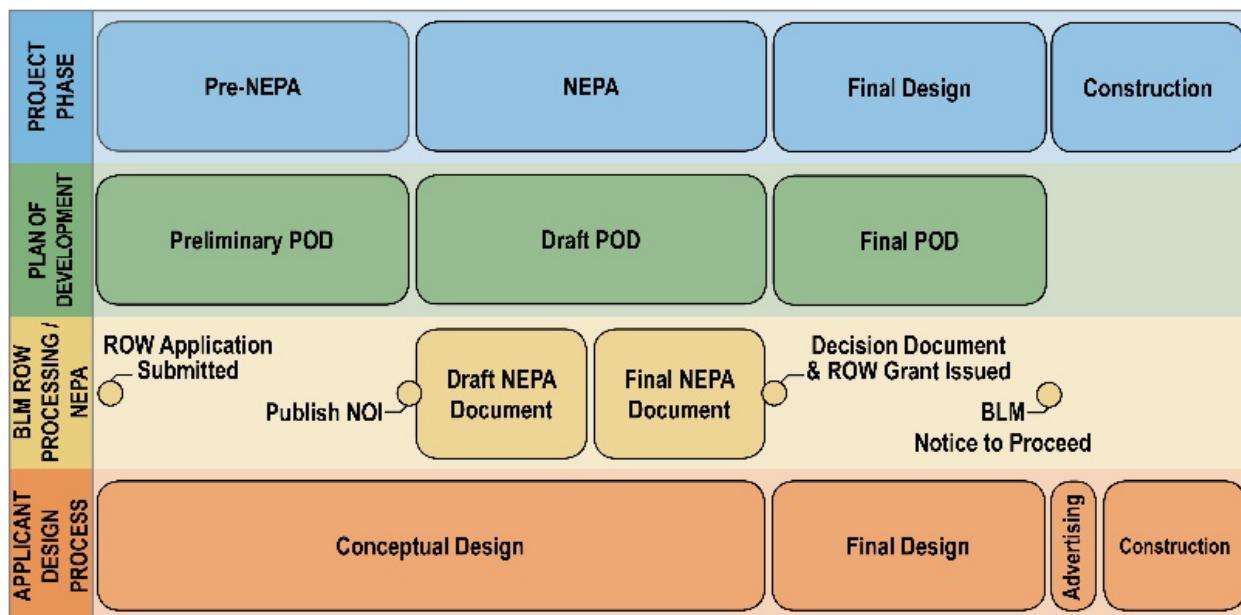 PROJECT
PHASE
Pre-NEPA
NEPA
Final Design
Construction
PLAN OF
DEVELOPMENT
Preliminary POD
Draft POD
Final POD
BLM ROW
PROCESSING /
NEPA
ROW Application
Submitted
Publish NOI
Draft NEPA
Document
Final NEPA
Document
Decision Document
& ROW Grant Issued
BLM
Notice to Proceed
APPLICANT
DESIGN
PROCESS
Conceptual Design
Final Design
Advertising
Construction